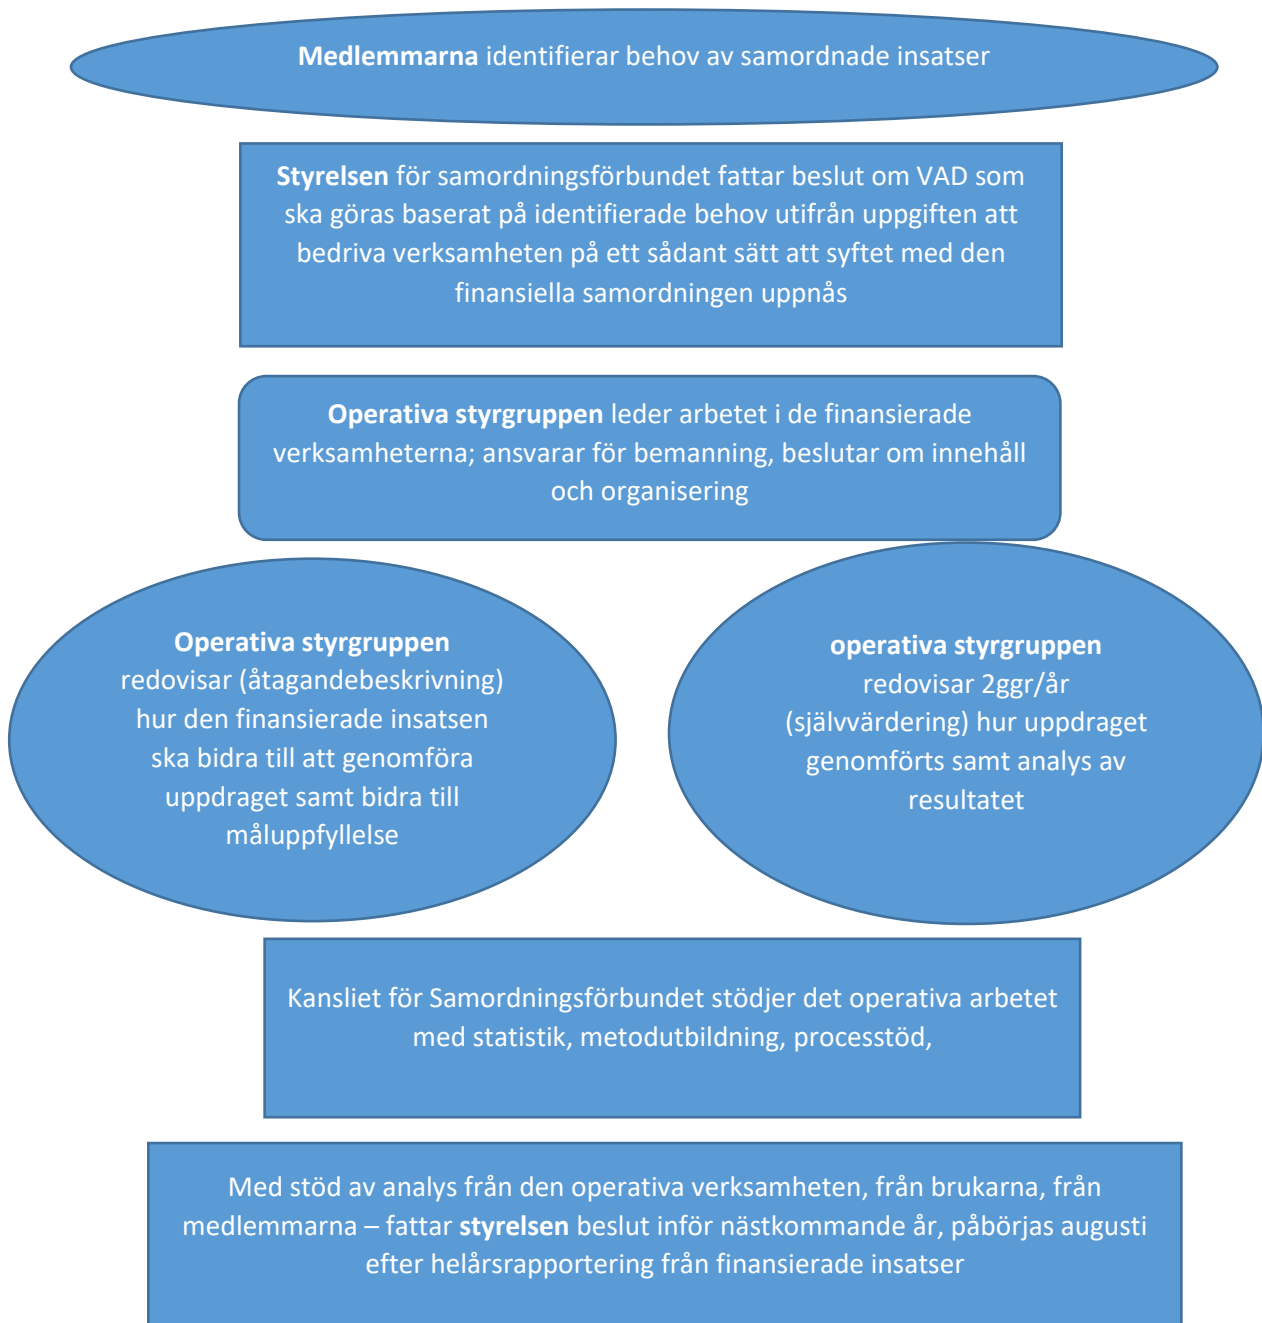 Medlemmarna identifierar behov av samordnade insatser
Styrelsen för samordningsförbundet fattar beslut om VAD som
ska göras baserat på identifierade behov utifrån uppgiften att
bedriva verksamheten på ett sådant sätt att syftet med den
finansiella samordningen uppnås
Operativa styrgruppen leder arbetet i de finansierade
verksamheterna; ansvarar för bemanning, beslutar om innehåll
och organisering
Operativa styrgruppen
redovisar (åtagandebeskrivning)
hur den finansierade insatsen
ska bidra till att genomföra
uppdraget samt bidra till
måluppfyllelse
operativa styrgruppen
redovisar 2ggr/år
(självvärdering) hur uppdraget
genomförts samt analys av
resultatet
Kansliet för Samordningsförbundet stödjer det operativa arbetet
med statistik, metodutbildning, processtöd,
Med stöd av analys från den operativa verksamheten, från brukarna, från
medlemmarna – fattar styrelsen beslut inför nästkommande år, påbörjas augusti
efter helårsrapportering från finansierade insatser